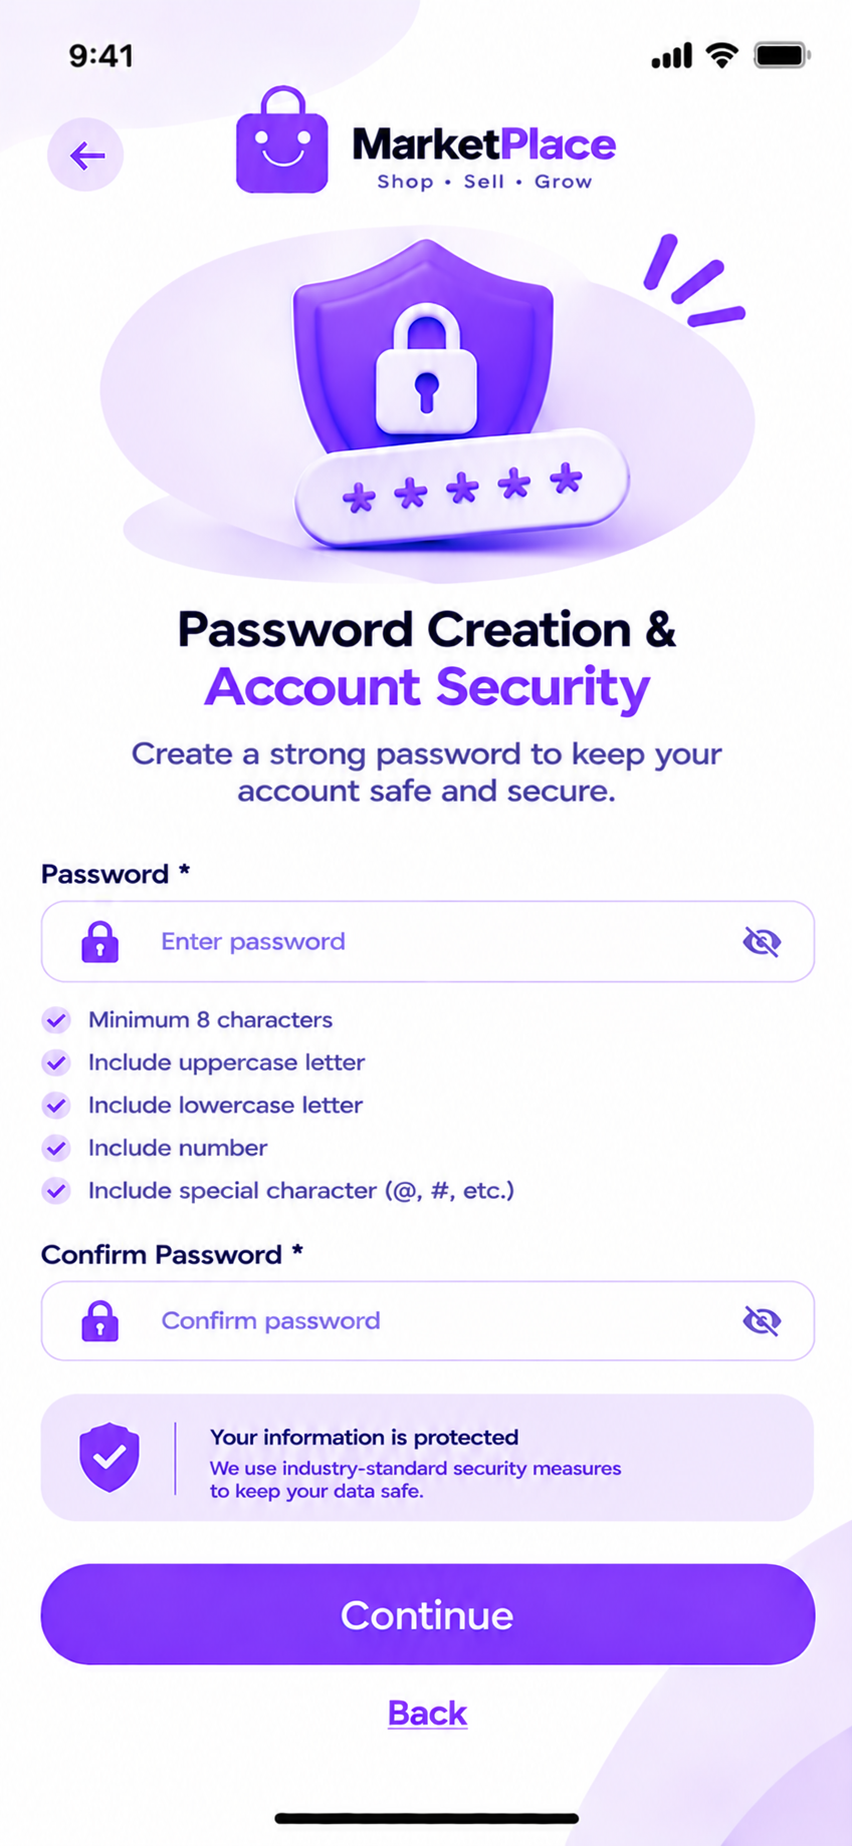 9:41
MarketPlace
Shop • Sell • Grow
* * * * *
Password Creation &
Account Security
Create a strong password to keep your
account safe and secure.
Password *
Enter password
Minimum 8 characters
Include uppercase letter
Include lowercase letter
Include number
Include special character (@, #, etc.)
Confirm Password *
Confirm password
Your information is protected
We use industry-standard security measures
to keep your data safe.
Continue
Back